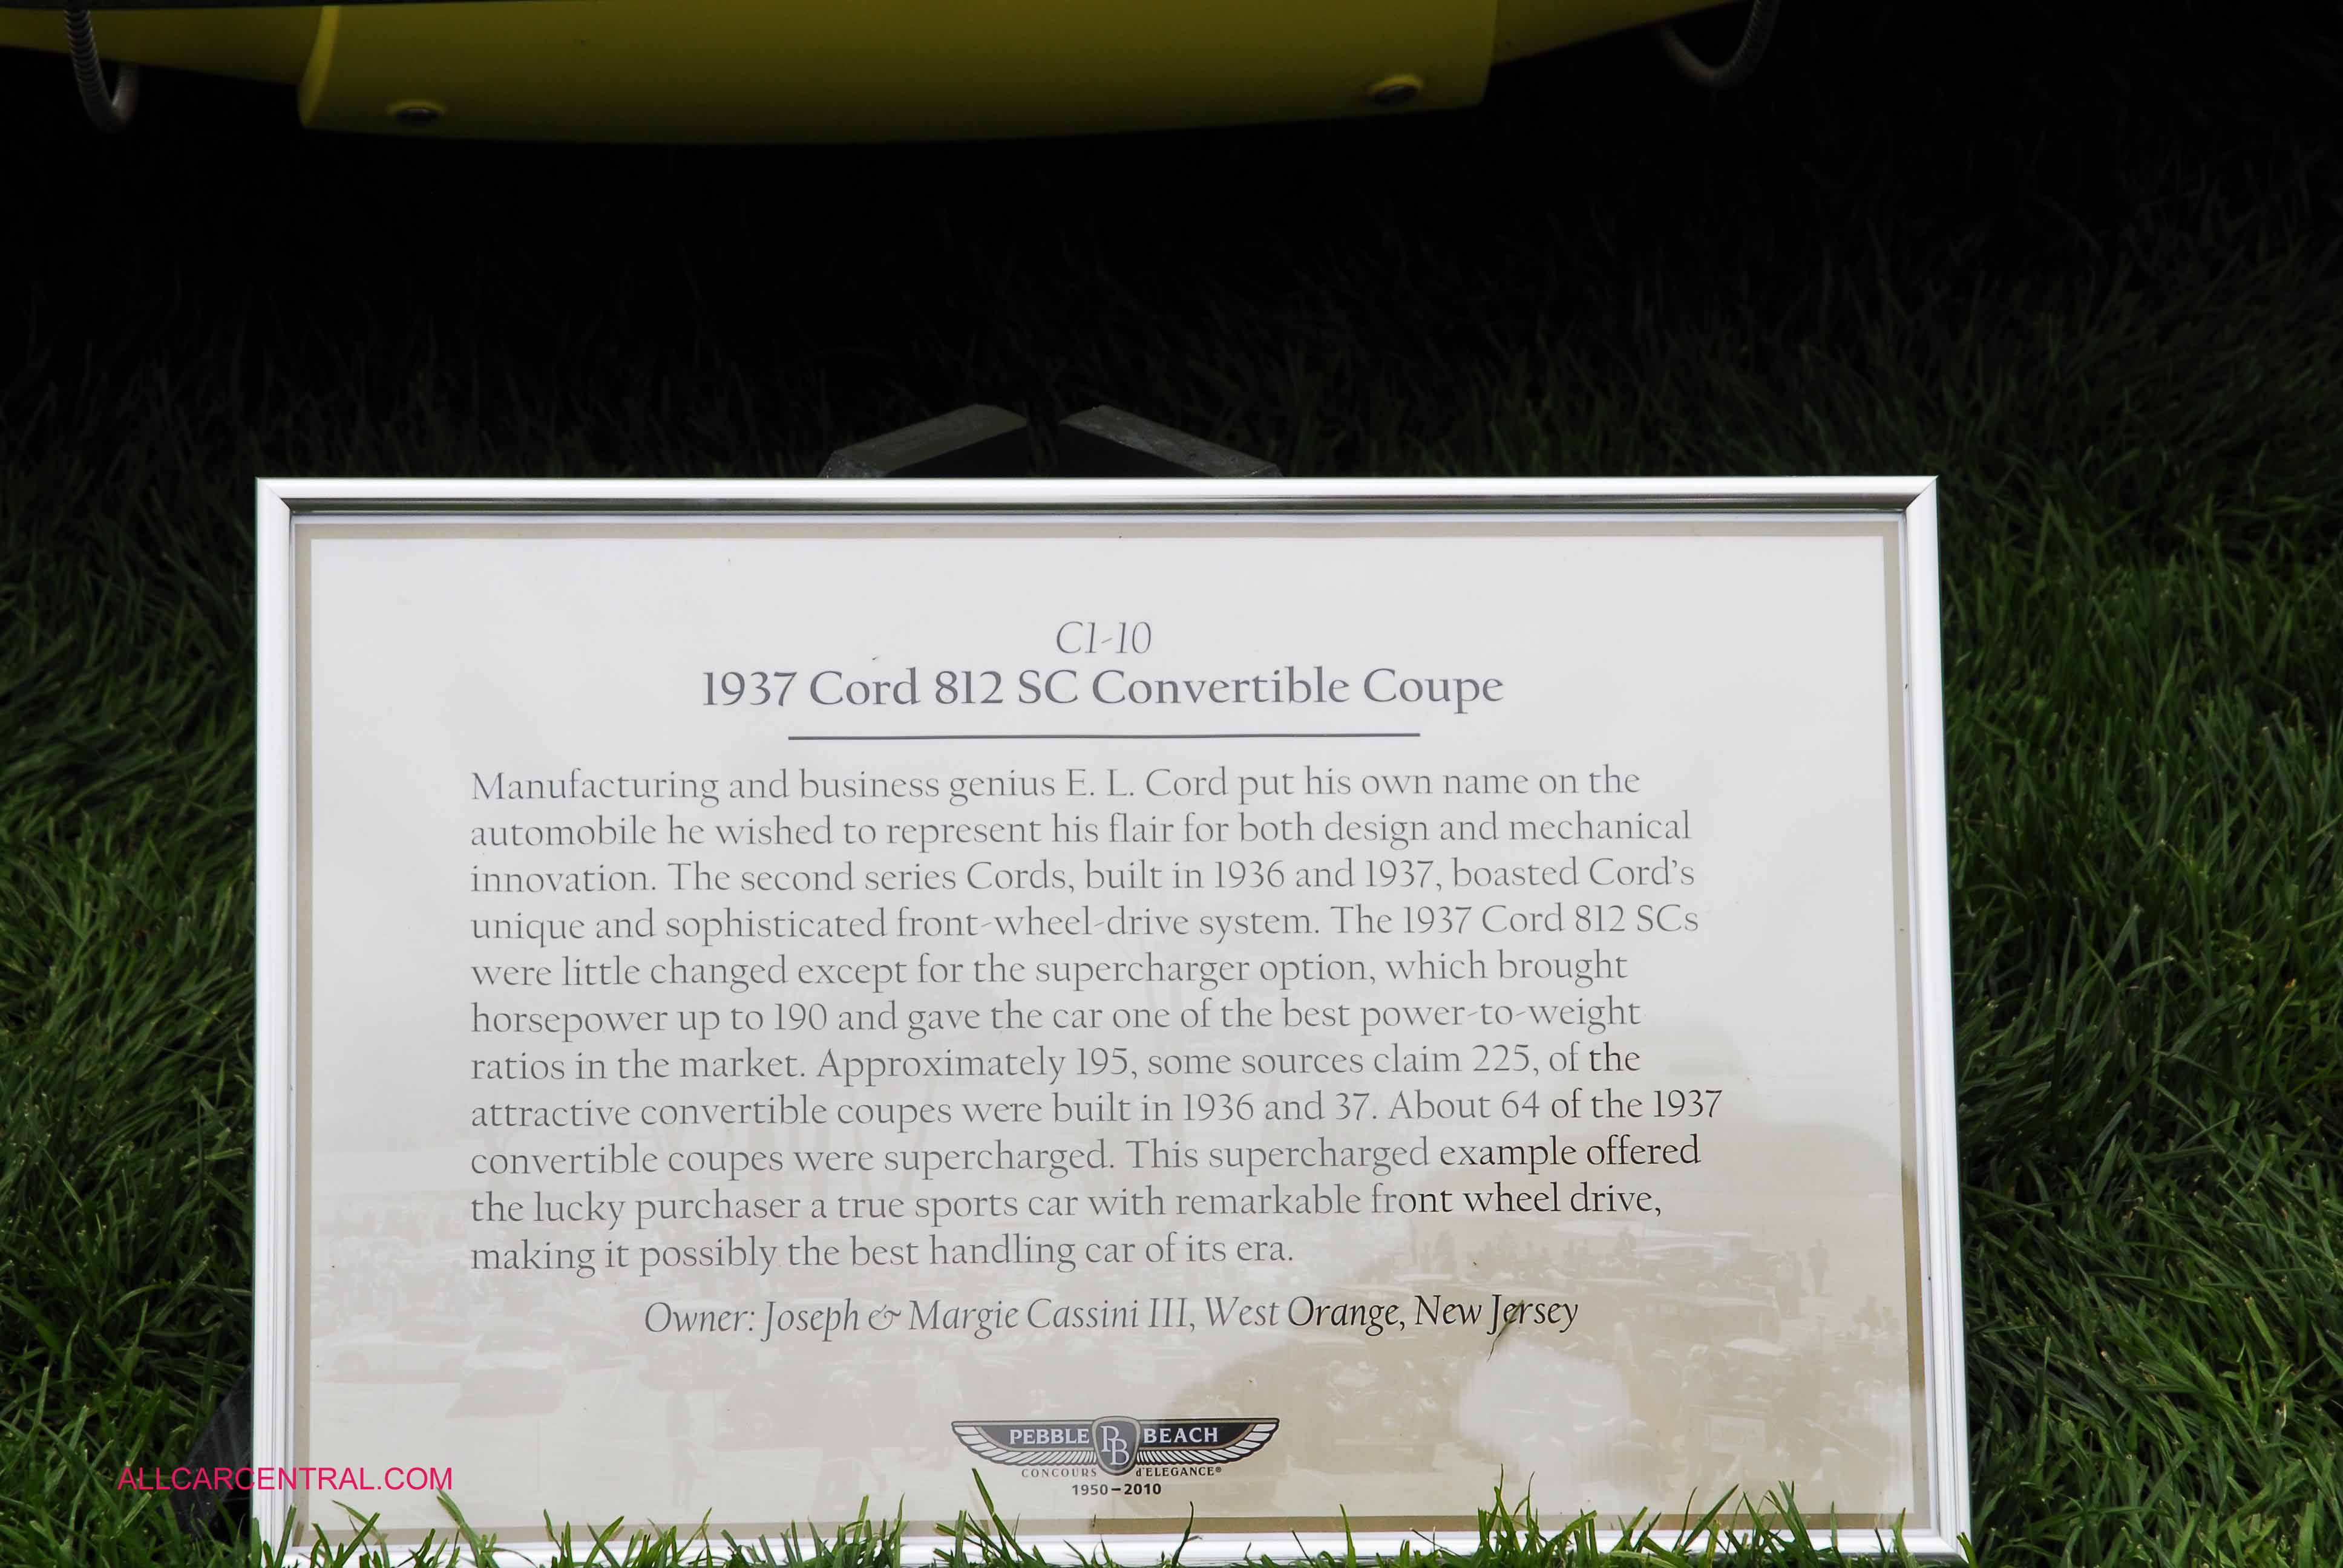 C1-10
1937 Cord 812 SC Convertible Coupe
Manufacturing and business genius E. L. Cord put his own name on the
automobile he wished to represent his flair for both design and mechanical
innovation. The second series Cords, built in 1936 and 1937, boasted Cord's
unique and sophisticated front-wheel-drive system. The 1937 Cord 812 SCs
were little changed except for the supercharger option, which brought
horsepower up to 190 and gave the car one of the best power-to-weight
ratios in the market. Approximately 195, some sources claim 225, of the
attractive convertible coupes were built in 1936 and 37. About 64 of the 1937
convertible coupes were supercharged. This supercharged example offered
the lucky purchaser a true sports car with remarkable front wheel drive,
making it possibly the best handling car of its era.
Owner: Joseph & Margie Cassini III, West Orange, New Jersey
PEBBLE PB BEACH
CONCOURS d'ELEGANCE®
1950–2010
ALLCARCENTRAL.COM